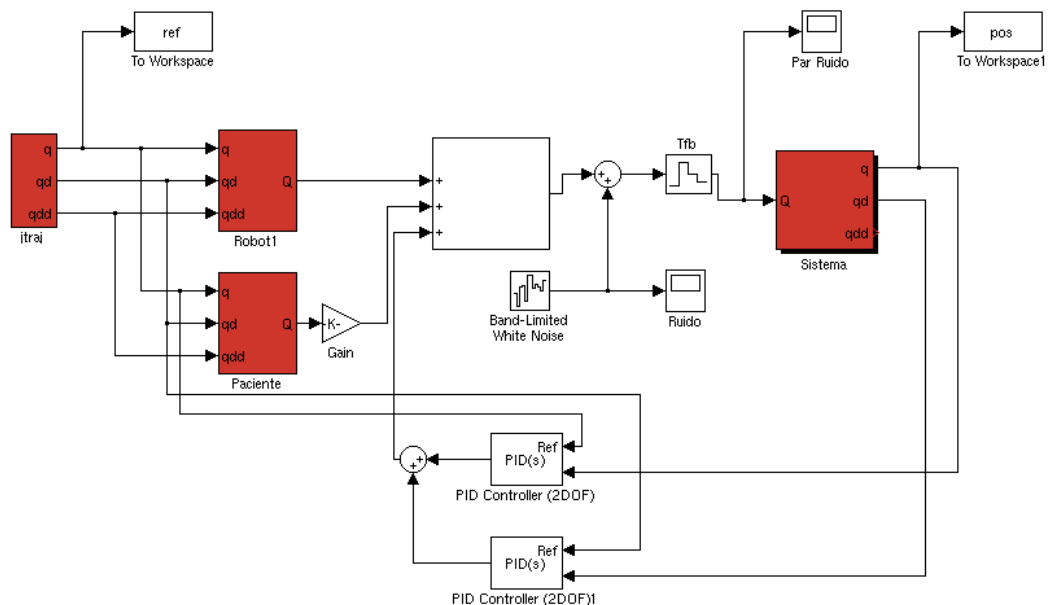 ref
To Workspace
q
qd
qdd
jtraj
q
qd
qdd
Q
Robot1
q
qd
qdd
Q
Paciente
-K-
Gain
+
+
+
+
+
Band-Limited
White Noise
Ruido
Tfb
Par Ruido
Q
q
qd
qdd
Sistema
pos
To Workspace1
+
+
Ref
PID(s)
PID Controller (2DOF)
Ref
PID(s)
PID Controller (2DOF)1